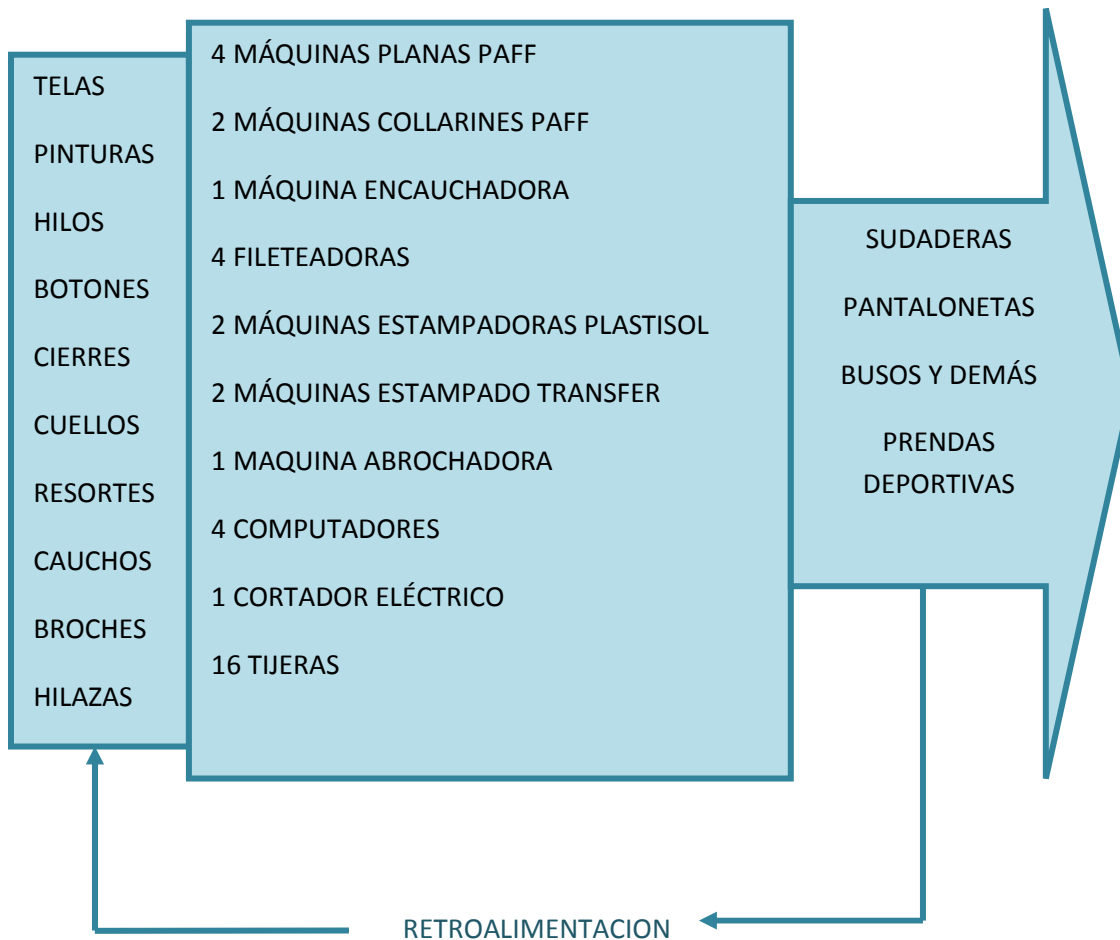 TELAS
PINTURAS
HILOS
BOTONES
CIERRES
CUELLOS
RESORTES
CAUCHOS
BROCHES
HILAZAS
4 MÁQUINAS PLANAS PAFF
2 MÁQUINAS COLLARINES PAFF
1 MÁQUINA ENCAUCHADORA
4 FILETEADORAS
2 MÁQUINAS ESTAMPADORAS PLASTISOL
2 MÁQUINAS ESTAMPADO TRANSFER
1 MAQUINA ABROCHADORA
4 COMPUTADORES
1 CORTADOR ELÉCTRICO
16 TIJERAS
SUDADERAS
PANTALONETAS
BUSOS Y DEMÁS
PRENDAS
DEPORTIVAS
RETROALIMENTACION